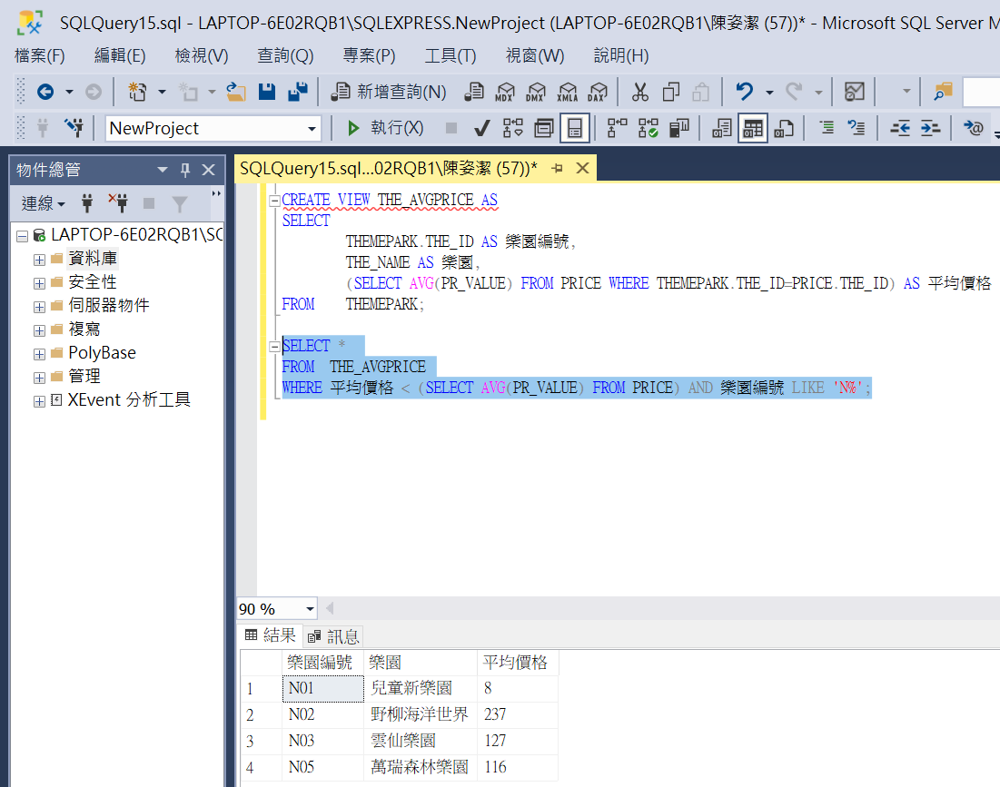 SQLQuery15.sql - LAPTOP-6E02RQB1\SQLEXPRESS.NewProject (LAPTOP-6E02RQB1\陳姿潔 (57))* - Microsoft SQL Server M
檔案(F) 編輯(E) 檢視(V) 查詢(Q) 專案(P) 工具(T) 視窗(W) 說明(H)
新增查詢(N) MDX DMX XMLA DAX
NewProject 執行(X)
物件總管
連線
LAPTOP-6E02RQB1\SC
資料庫
安全性
伺服器物件
複寫
PolyBase
管理
XEvent 分析工具
SQLQuery15.sql...02RQB1\陳姿潔 (57))*
CREATE VIEW THE_AVGPRICE AS
SELECT
THEMEPARK.THE_ID AS 樂園編號,
THE_NAME AS 樂園,
(SELECT AVG(PR_VALUE) FROM PRICE WHERE THEMEPARK.THE_ID=PRICE.THE_ID) AS 平均價格
FROM THEMEPARK;
SELECT *
FROM THE_AVGPRICE
WHERE 平均價格 < (SELECT AVG(PR_VALUE) FROM PRICE) AND 樂園編號 LIKE 'N%';
90 %
結果 訊息
樂園編號 樂園 平均價格
1 N01 兒童新樂園 8
2 N02 野柳海洋世界 237
3 N03 雲仙樂園 127
4 N05 萬瑞森林樂園 116